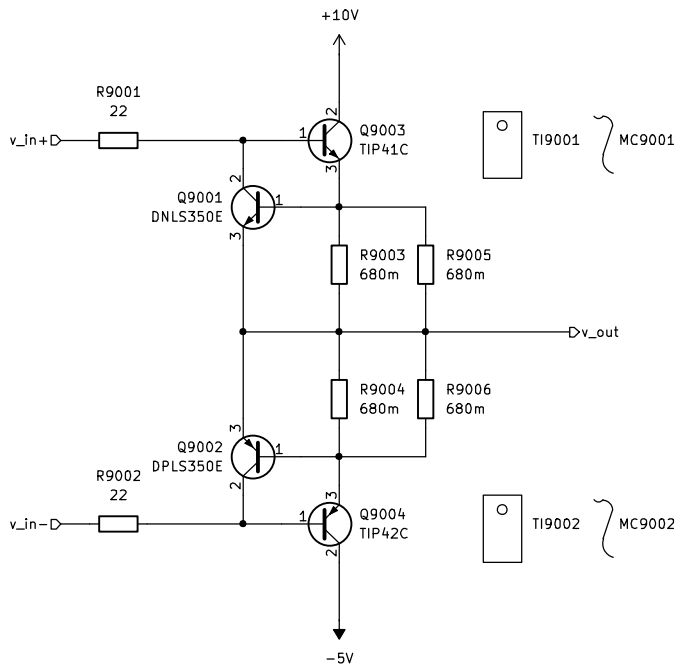 +10V
R9001
22
v_in+
1
2
3
Q9003
TIP41C
TI9001
MC9001
Q9001
DNLS350E
2
1
3
R9003
680m
R9005
680m
v_out
R9004
680m
R9006
680m
Q9002
DPLS350E
3
1
2
R9002
22
v_in-
1
3
2
Q9004
TIP42C
TI9002
MC9002
-5V